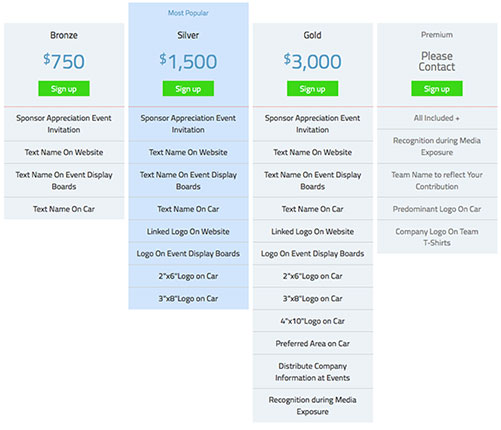 Most Popular
Bronze
$750
Sign up
Sponsor Appreciation Event
Invitation
Text Name On Website
Text Name On Event Display
Boards
Text Name On Car
Silver
$1,500
Sign up
Sponsor Appreciation Event
Invitation
Text Name On Website
Text Name On Event Display
Boards
Text Name On Car
Linked Logo on Website
Logo On Event Display Boards
2"x6"Logo on Car
3"x8"Logo on Car
Gold
$3,000
Sign up
Sponsor Appreciation Event
Invitation
Text Name On Website
Text Name On Event Display
Boards
Text Name On Car
Linked Logo on Website
Logo On Event Display Boards
2"x6"Logo on Car
3"x8"Logo on Car
4"x10"Logo on Car
Preferred Area on Car
Distribute Company
Information at Events
Recognition during Media
Exposure
Premium
Please
Contact
Sign up
All Included +
Recognition during Media
Exposure
Team Name to reflect Your
Contribution
Predominant Logo On Car
Company Logo On Team
T-Shirts